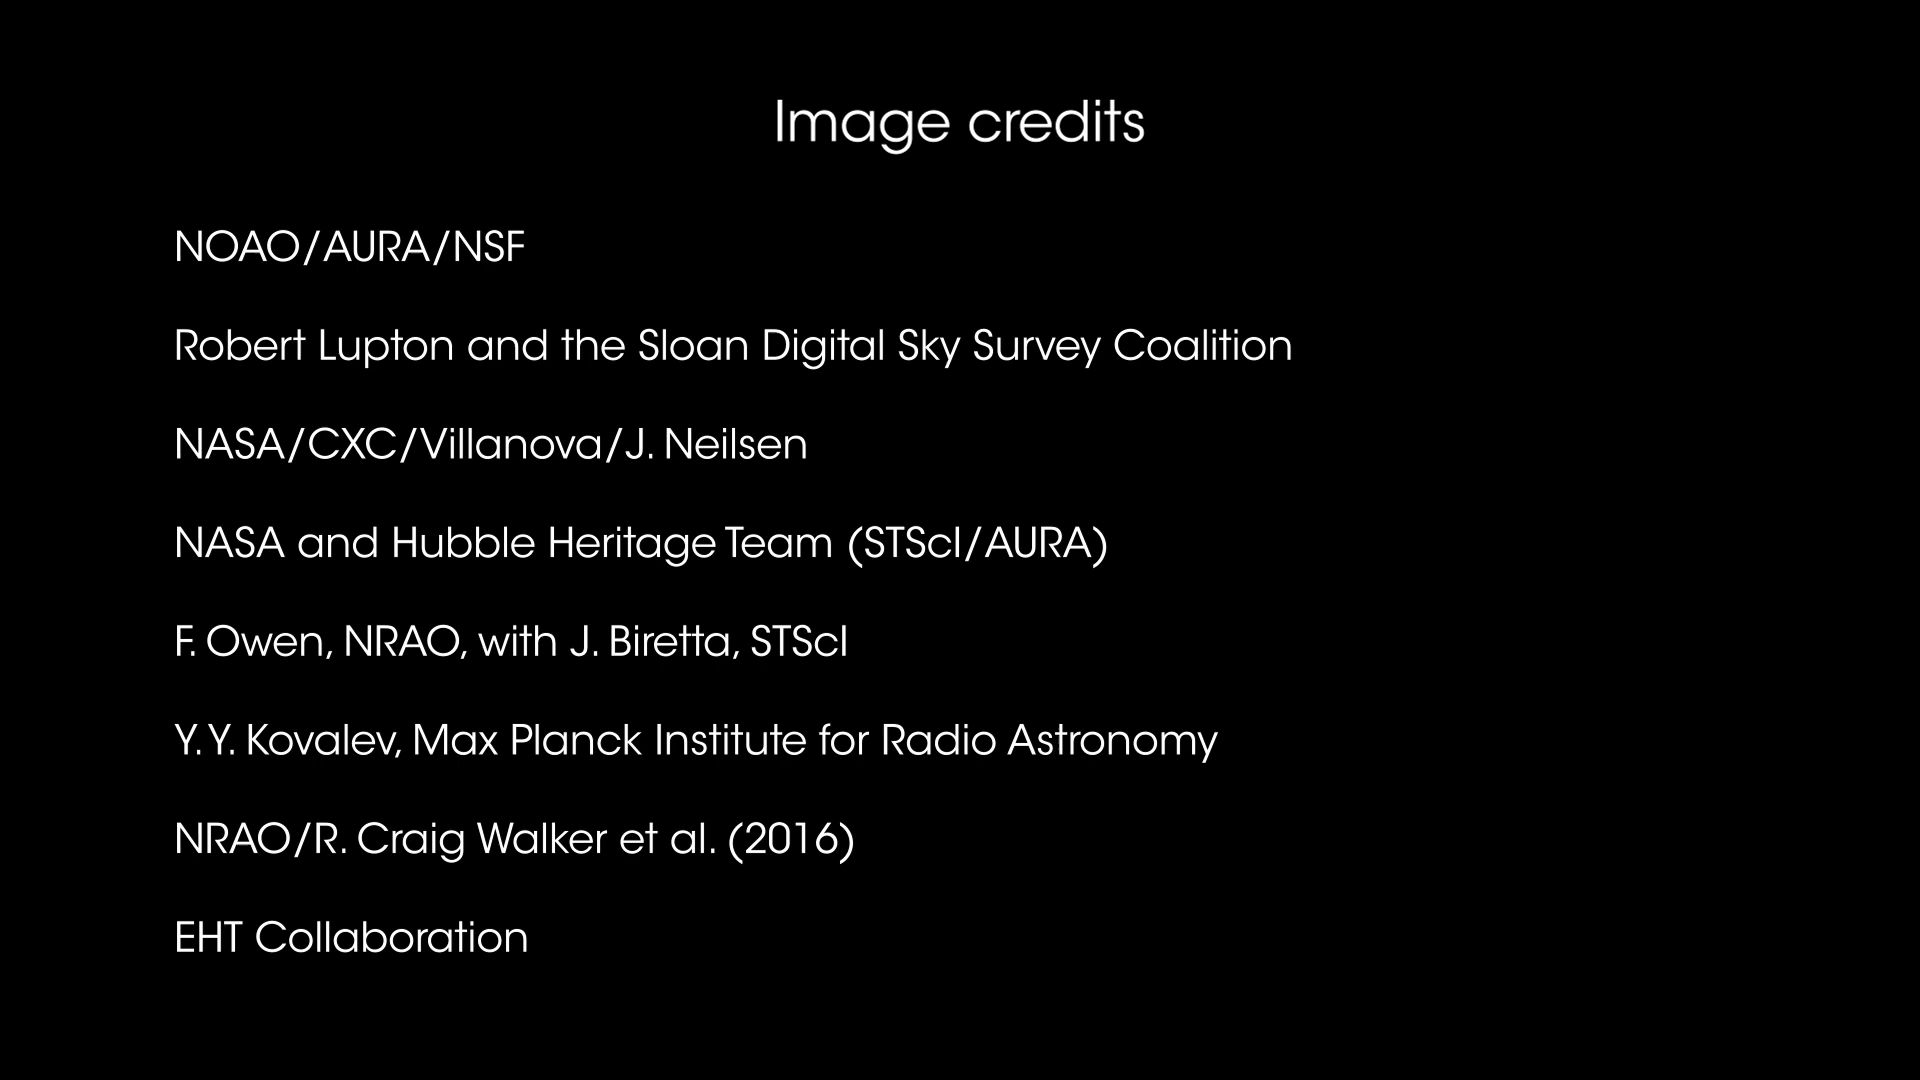 Image credits
NOAO/AURA/NSF
Robert Lupton and the Sloan Digital Sky Survey Coalition
NASA/CXC/Villanova/J. Neilsen
NASA and Hubble Heritage Team (STScI/AURA)
F. Owen, NRAO, with J. Biretta, STScI
Y. Y. Kovalev, Max Planck Institute for Radio Astronomy
NRAO/R. Craig Walker et al. (2016)
EHT Collaboration